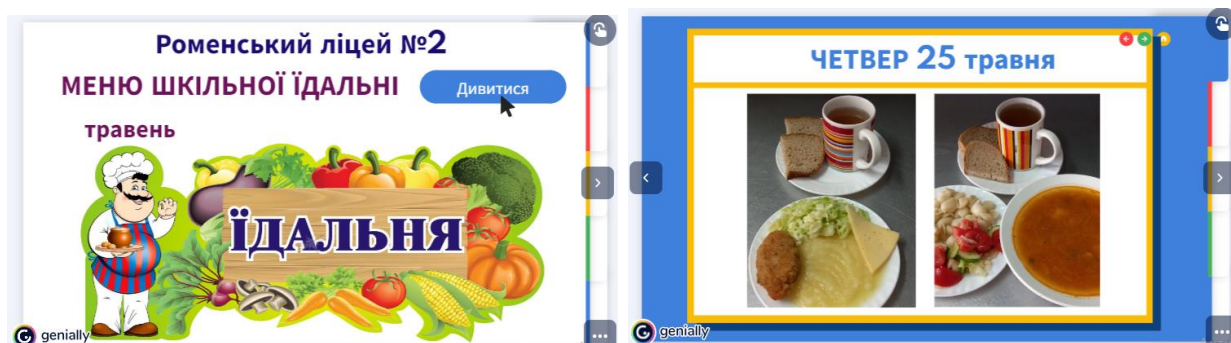 Роменський ліцей №2
МЕНЮ ШКІЛЬНОЇ ЇДАЛЬНІ
Дивитися
травень
ЇДАЛЬНЯ
genially
ЧЕТВЕР 25 травня
genially